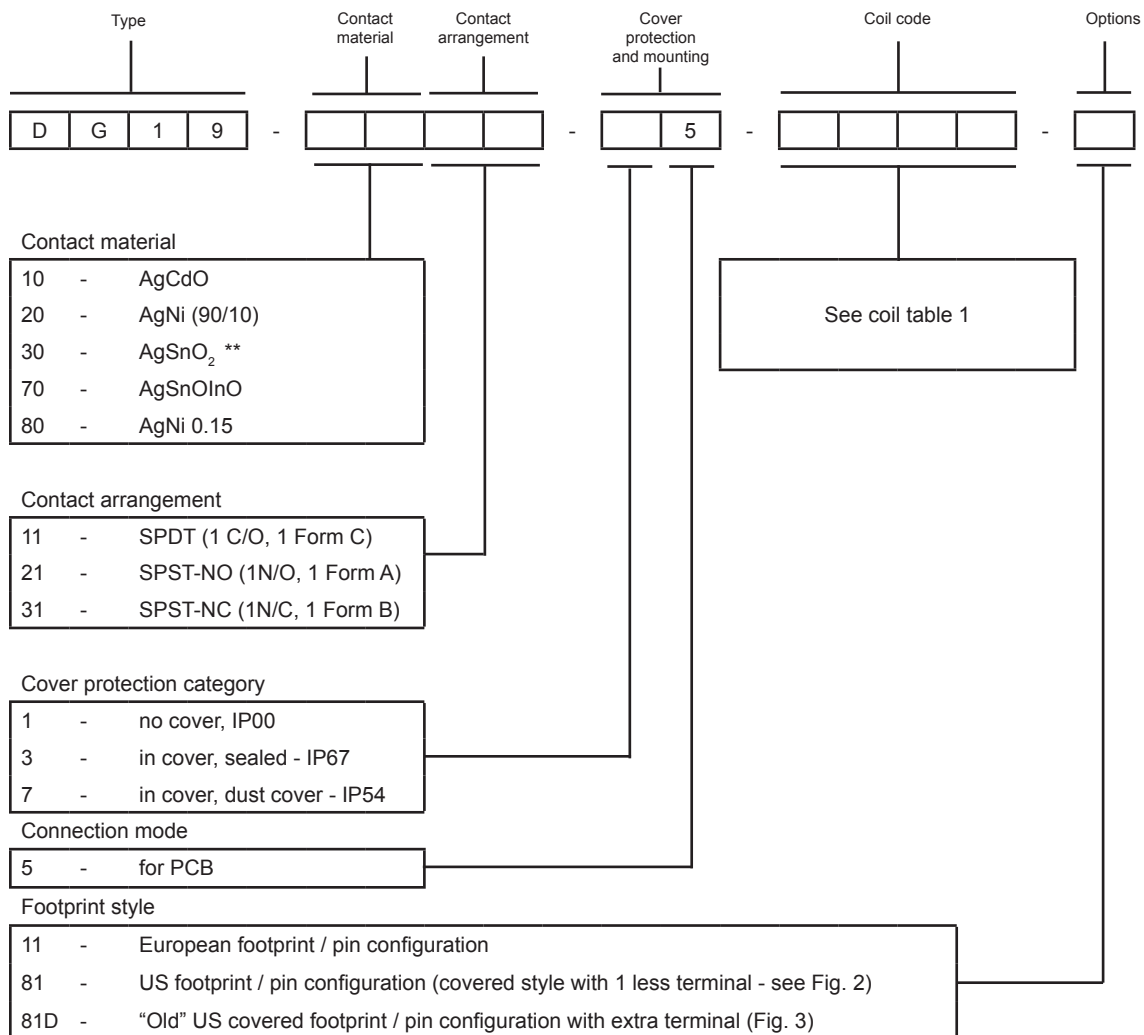 Type
Contact
material
Contact
arrangement
Cover
protection
and mounting
Coil code
Options
D G 1 9 - - 5 - -
Contact material
10 - AgCdO
20 - AgNi (90/10)
30 - AgSnO2 **
70 - AgSnOInO
80 - AgNi 0.15
See coil table 1
Contact arrangement
11 - SPDT (1 C/O, 1 Form C)
21 - SPST-NO (1N/O, 1 Form A)
31 - SPST-NC (1N/C, 1 Form B)
Cover protection category
1 - no cover, IP00
3 - in cover, sealed - IP67
7 - in cover, dust cover - IP54
Connection mode
5 - for PCB
Footprint style
11 - European footprint / pin configuration
81 - US footprint / pin configuration (covered style with 1 less terminal - see Fig. 2)
81D - “Old” US covered footprint / pin configuration with extra terminal (Fig. 3)